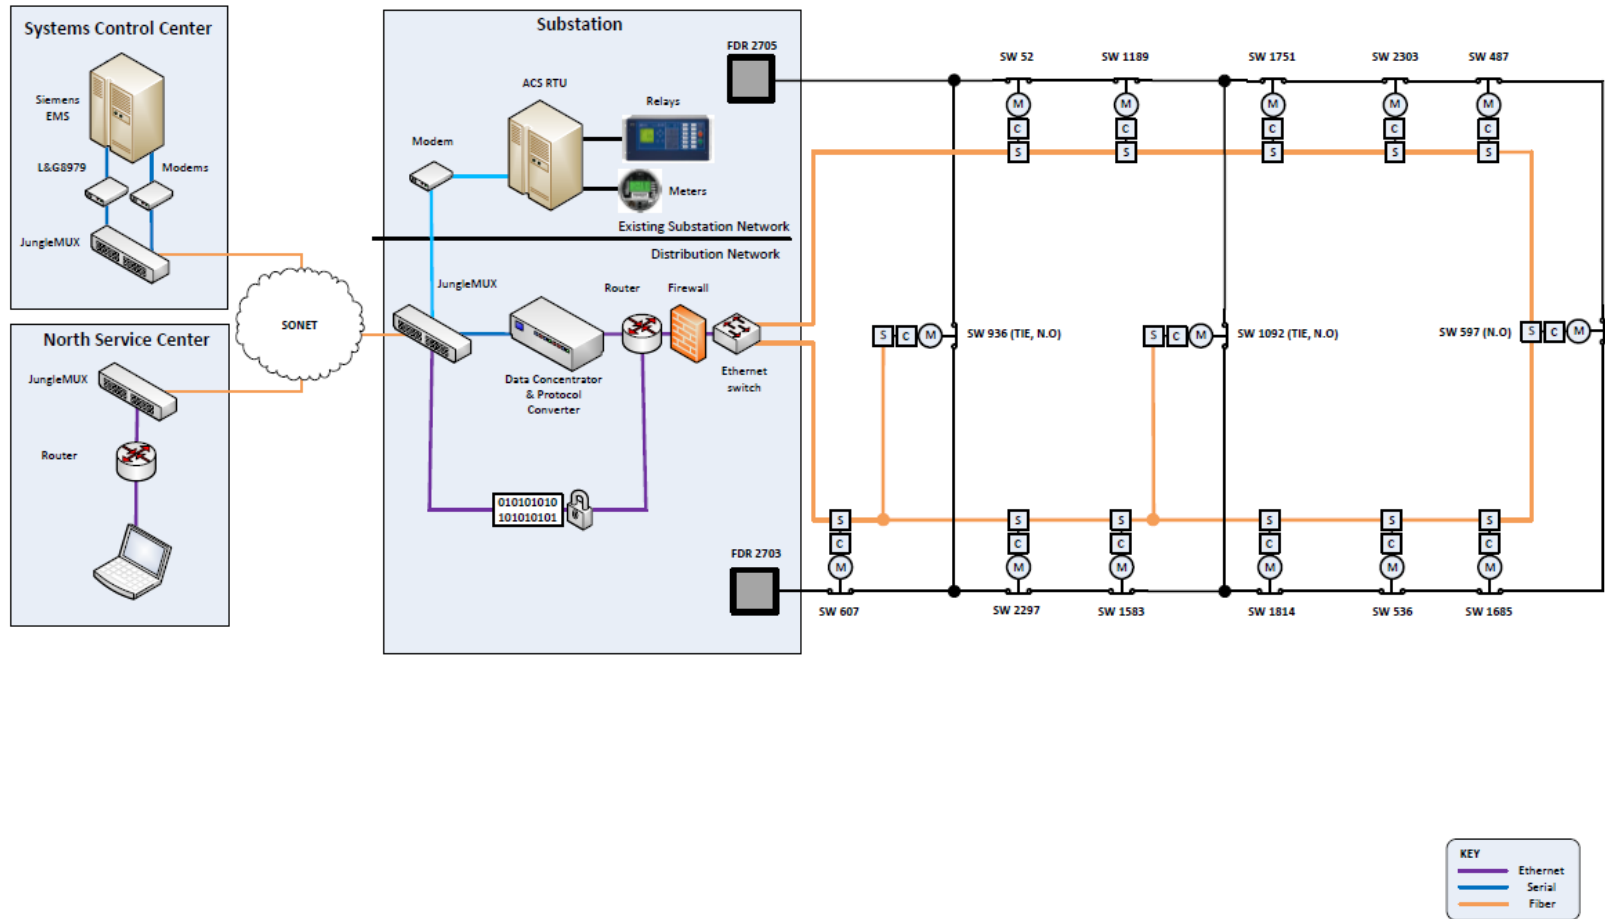 Systems Control Center
Siemens
EMS
L&G8979
Modems
JungleMUX
North Service Center
JungleMUX
Router
SONET
Substation
FDR 2705
ACS RTU
Relays
Modem
Meters
Existing Substation Network
Distribution Network
JungleMUX
Router
Firewall
Data Concentrator
& Protocol
Converter
Ethernet
switch
010101010
101010101
FDR 2703
SW 52
SW 1189
SW 1751
SW 2303
SW 487
M
M
M
M
M
C
C
C
C
C
S
S
S
S
S
S
C
M
SW 936 (TIE, N.O)
S
C
M
SW 1092 (TIE, N.O)
SW 597 (N.O)
S
C
M
S
S
S
S
S
S
C
C
C
C
C
C
M
M
M
M
M
M
SW 607
SW 2297
SW 1583
SW 1814
SW 536
SW 1685
KEY
Ethernet
Serial
Fiber